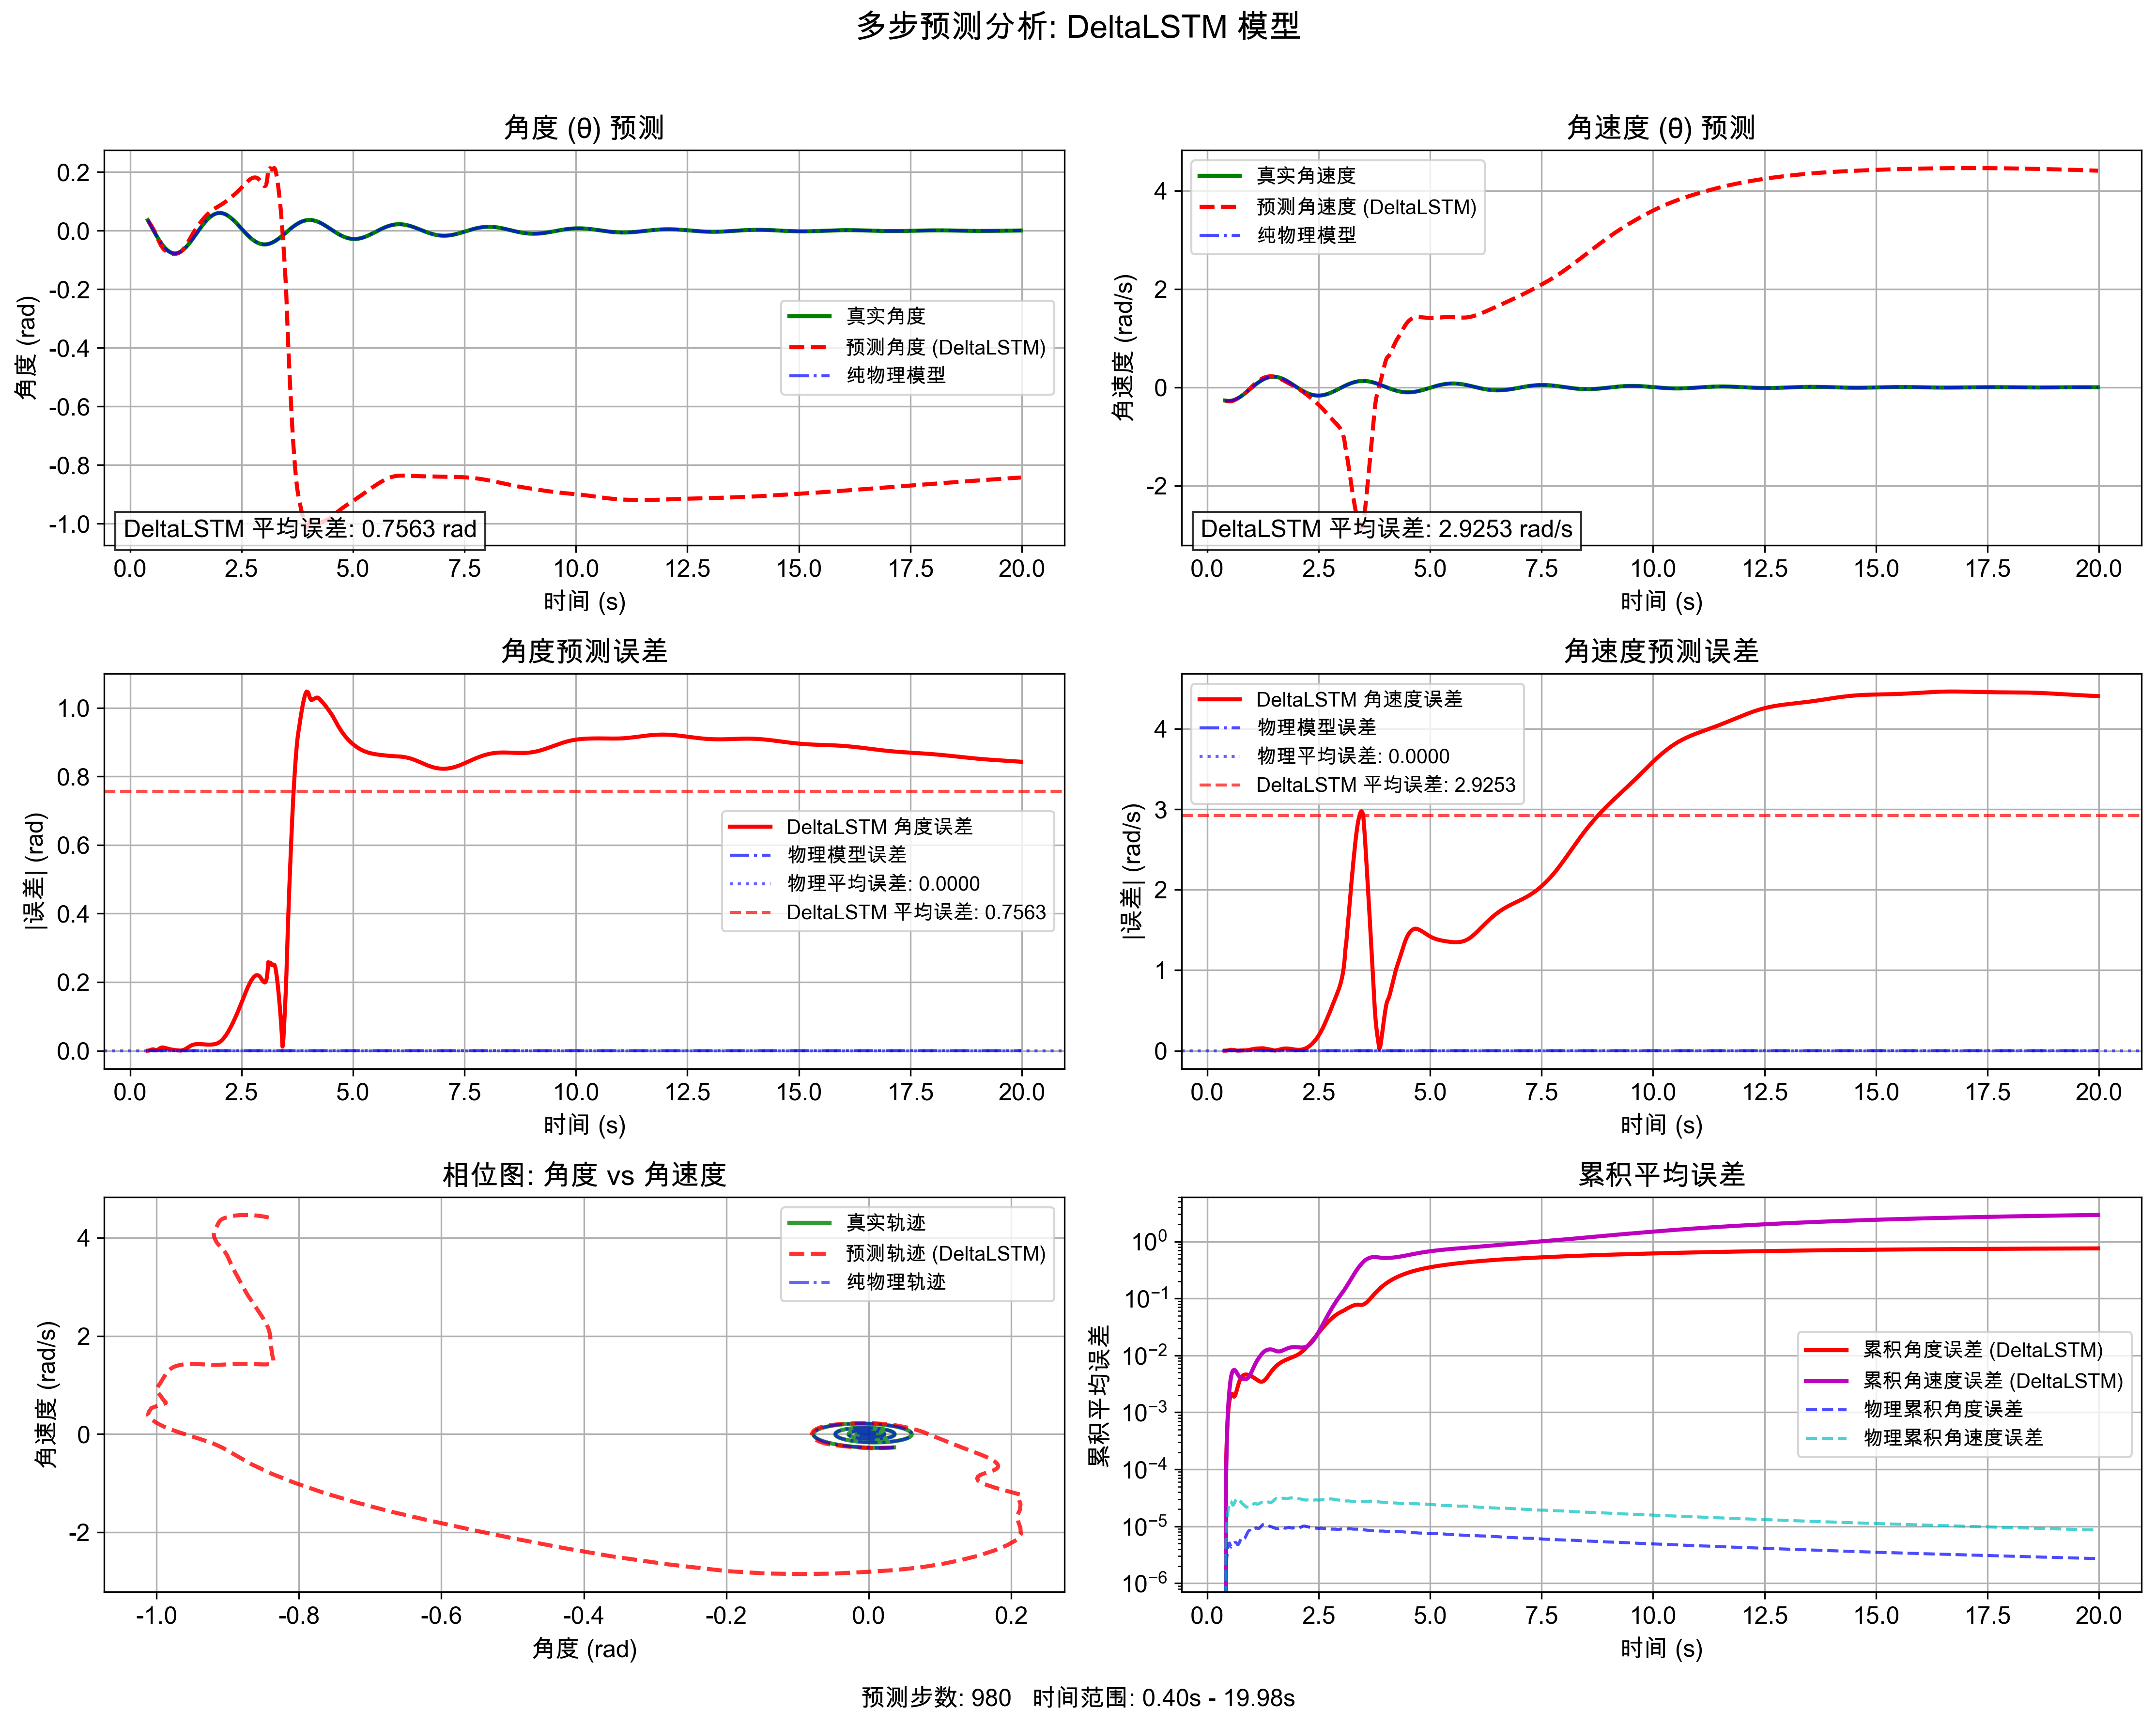 多步预测分析: DeltaLSTM 模型
角度 (θ) 预测
角度 (rad)
0.2
0.0
-0.2
-0.4
-0.6
-0.8
-1.0
真实角度
预测角度 (DeltaLSTM)
纯物理模型
DeltaLSTM 平均误差: 0.7563 rad
0.0 2.5 5.0 7.5 10.0 12.5 15.0 17.5 20.0
时间 (s)
角速度 (θ) 预测
角速度 (rad/s)
4
2
0
-2
真实角速度
预测角速度 (DeltaLSTM)
纯物理模型
DeltaLSTM 平均误差: 2.9253 rad/s
0.0 2.5 5.0 7.5 10.0 12.5 15.0 17.5 20.0
时间 (s)
角度预测误差
|误差| (rad)
1.0
0.8
0.6
0.4
0.2
0.0
DeltaLSTM 角度误差
物理模型误差
物理平均误差: 0.0000
DeltaLSTM 平均误差: 0.7563
0.0 2.5 5.0 7.5 10.0 12.5 15.0 17.5 20.0
时间 (s)
角速度预测误差
|误差| (rad/s)
4
3
2
1
0
DeltaLSTM 角速度误差
物理模型误差
物理平均误差: 0.0000
DeltaLSTM 平均误差: 2.9253
0.0 2.5 5.0 7.5 10.0 12.5 15.0 17.5 20.0
时间 (s)
相位图: 角度 vs 角速度
角速度 (rad/s)
4
2
0
-2
真实轨迹
预测轨迹 (DeltaLSTM)
纯物理轨迹
-1.0 -0.8 -0.6 -0.4 -0.2 0.0 0.2
角度 (rad)
累积平均误差
累积平均误差
10⁰
10⁻¹
10⁻²
10⁻³
10⁻⁴
10⁻⁵
10⁻⁶
累积角度误差 (DeltaLSTM)
累积角速度误差 (DeltaLSTM)
物理累积角度误差
物理累积角速度误差
0.0 2.5 5.0 7.5 10.0 12.5 15.0 17.5 20.0
时间 (s)
预测步数: 980 时间范围: 0.40s - 19.98s